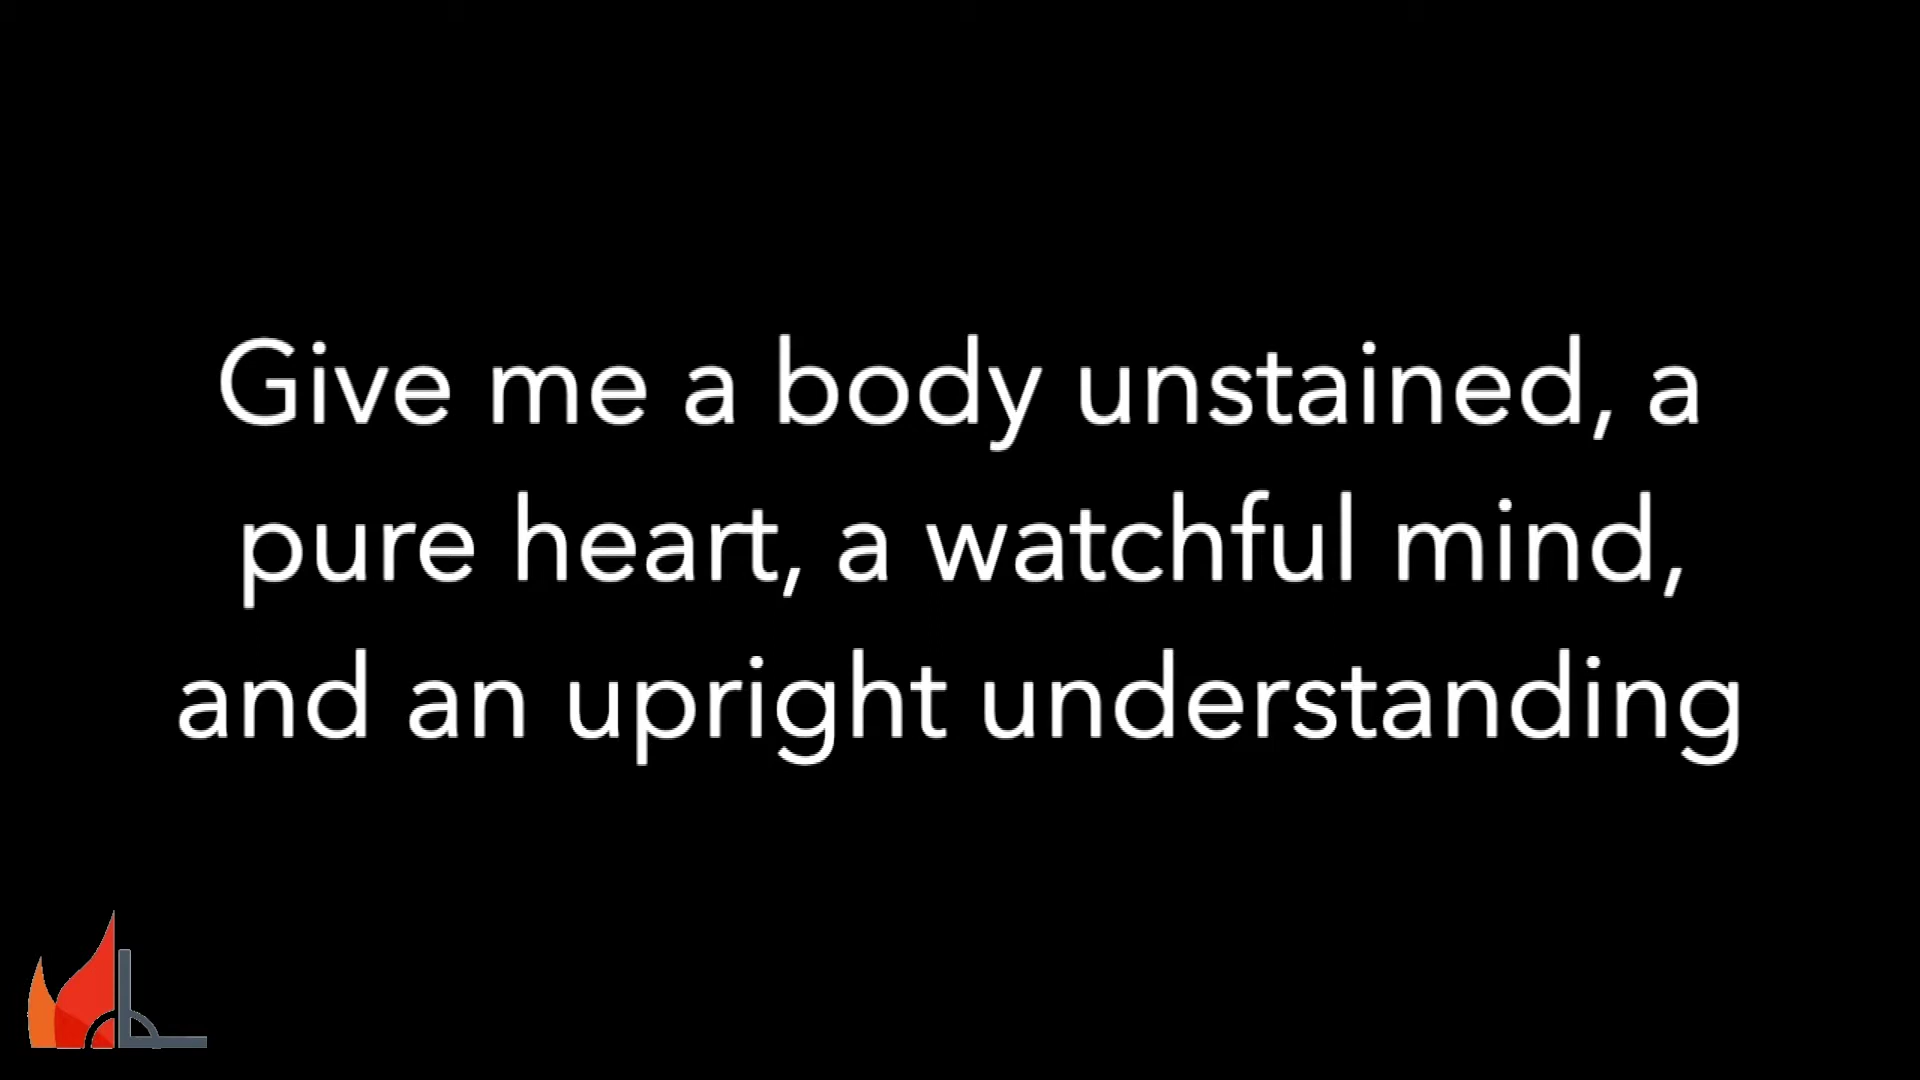 Give me a body unstained, a
pure heart, a watchful mind,
and an upright understanding